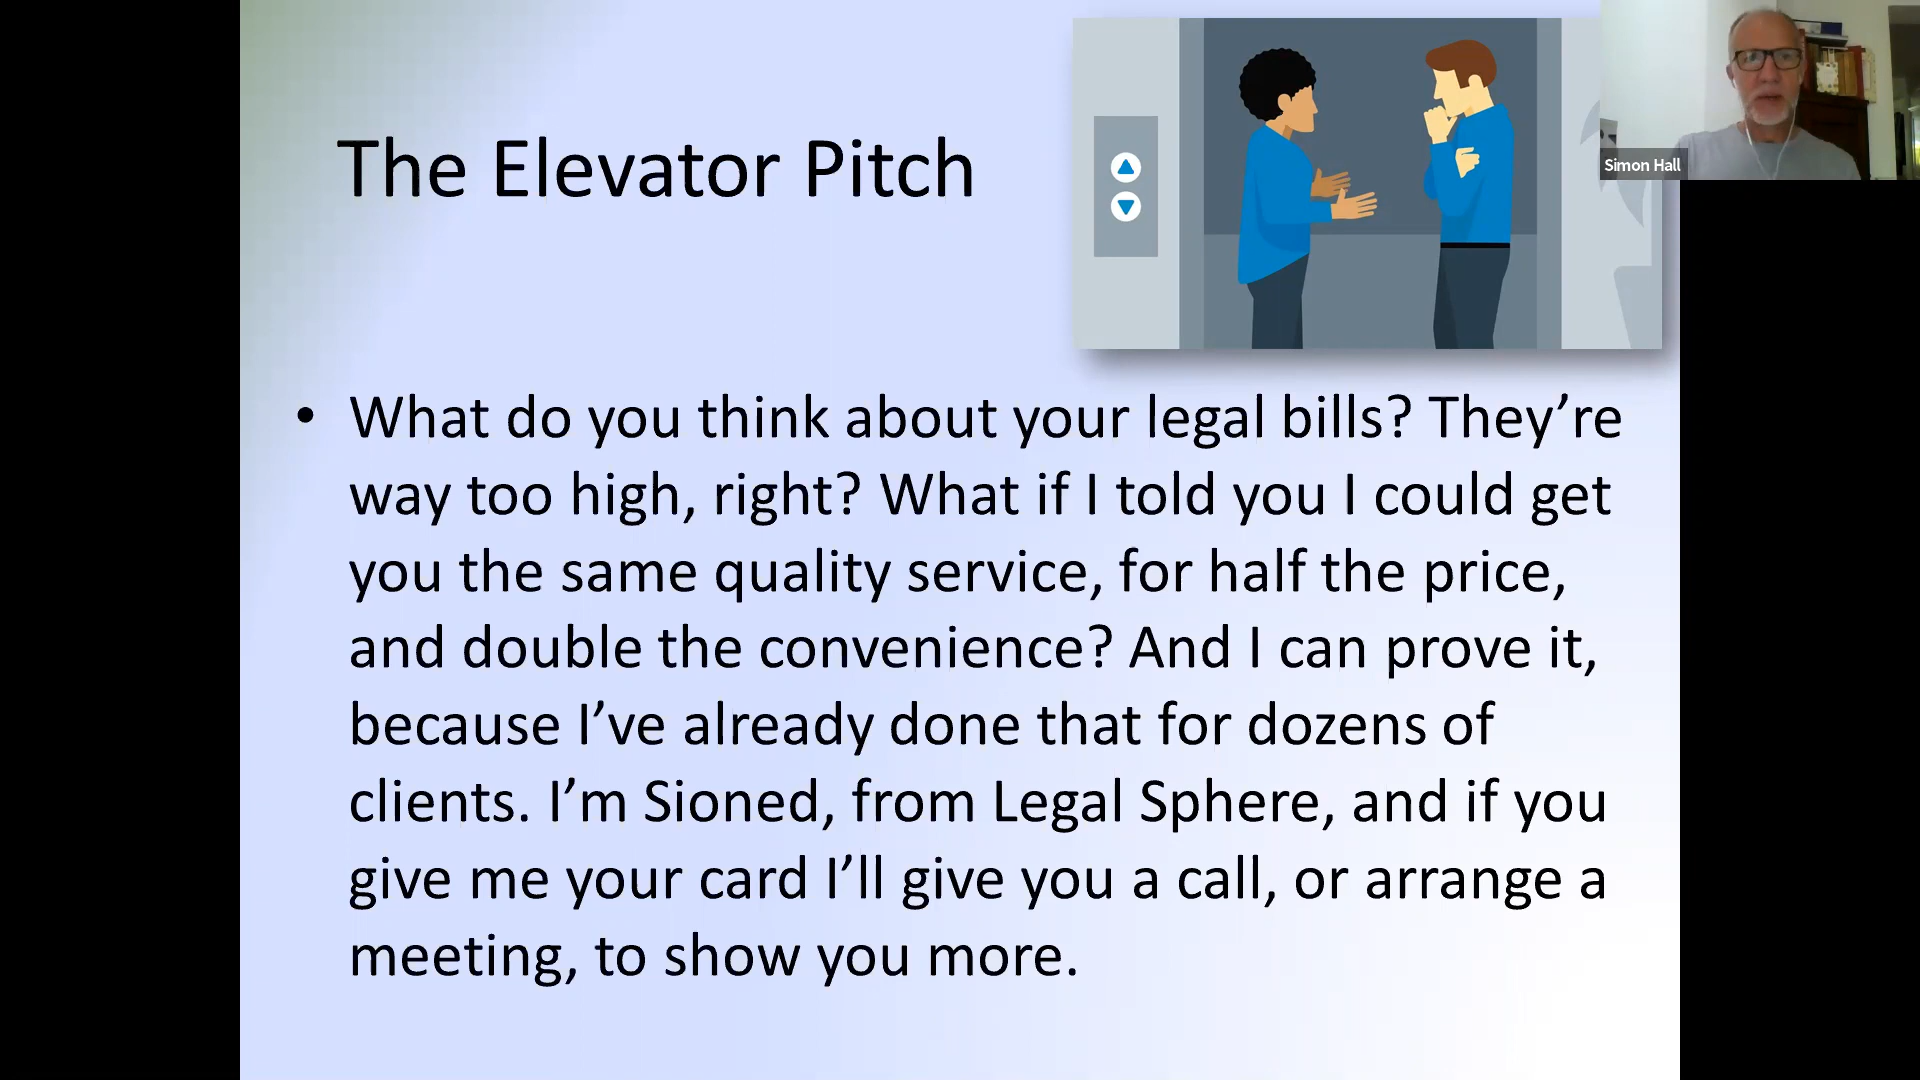 The Elevator Pitch
Simon Hall
• What do you think about your legal bills? They’re
way too high, right? What if I told you I could get
you the same quality service, for half the price,
and double the convenience? And I can prove it,
because I’ve already done that for dozens of
clients. I’m Sioned, from Legal Sphere, and if you
give me your card I’ll give you a call, or arrange a
meeting, to show you more.